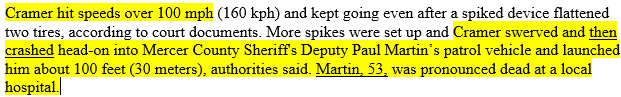 Cramer hit speeds over 100 mph (160 kph) and kept going even after a spiked device flattened
two tires, according to court documents. More spikes were set up and Cramer swerved and then
crashed head-on into Mercer County Sheriff's Deputy Paul Martin’s patrol vehicle and launched
him about 100 feet (30 meters), authorities said. Martin, 53, was pronounced dead at a local
hospital.